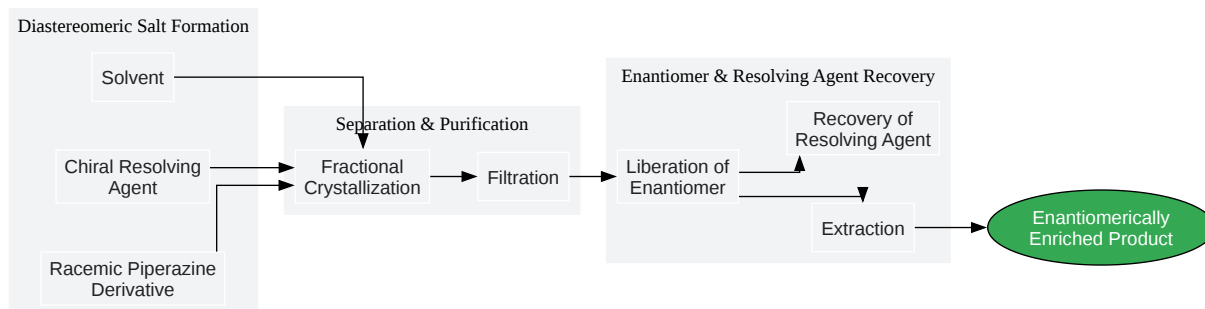 Diastereomeric Salt Formation
Solvent
Chiral Resolving
Agent
Racemic Piperazine
Derivative
Separation & Purification
Fractional
Crystallization
Filtration
Enantiomer & Resolving Agent Recovery
Liberation of
Enantiomer
Recovery of
Resolving Agent
Extraction
Enantiomerically
Enriched Product